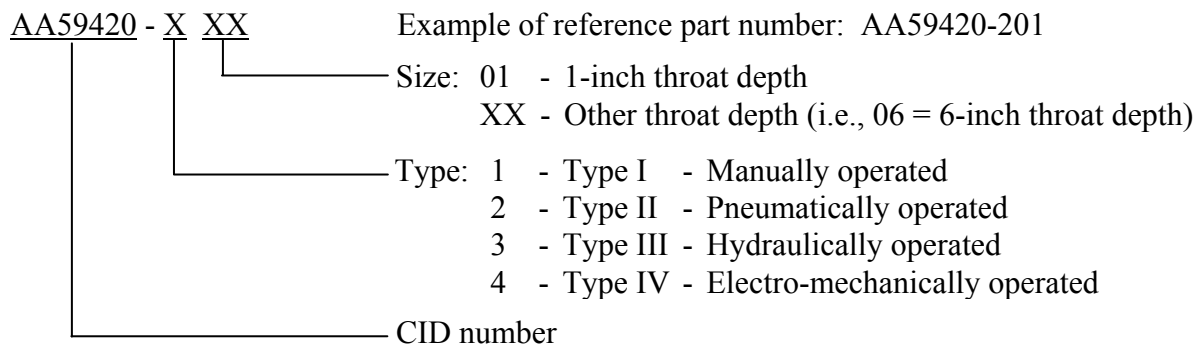 AA59420 - X XX Example of reference part number: AA59420-201
Size: 01 - 1-inch throat depth
XX - Other throat depth (i.e., 06 = 6-inch throat depth)
Type: 1 - Type I - Manually operated
2 - Type II - Pneumatically operated
3 - Type III - Hydraulically operated
4 - Type IV - Electro-mechanically operated
CID number